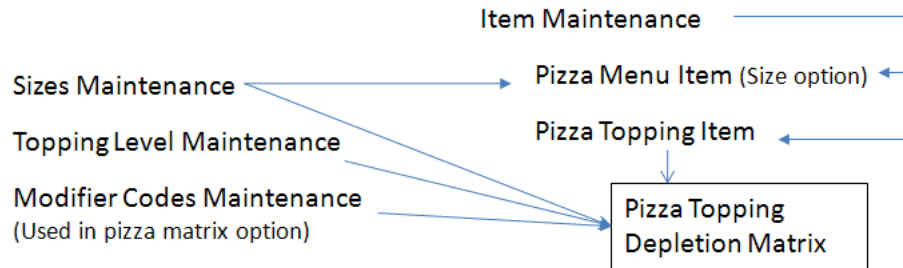 Item Maintenance
Sizes Maintenance
Pizza Menu Item (Size option)
Topping Level Maintenance
Pizza Topping Item
Modifier Codes Maintenance
(Used in pizza matrix option)
Pizza Topping
Depletion Matrix